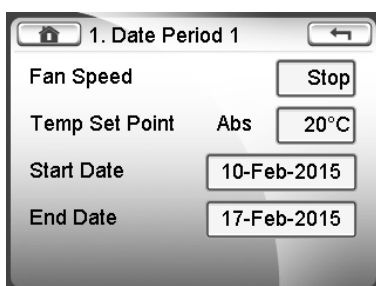 1. Date Period 1
Fan Speed Stop
Temp Set Point Abs 20°C
Start Date 10-Feb-2015
End Date 17-Feb-2015